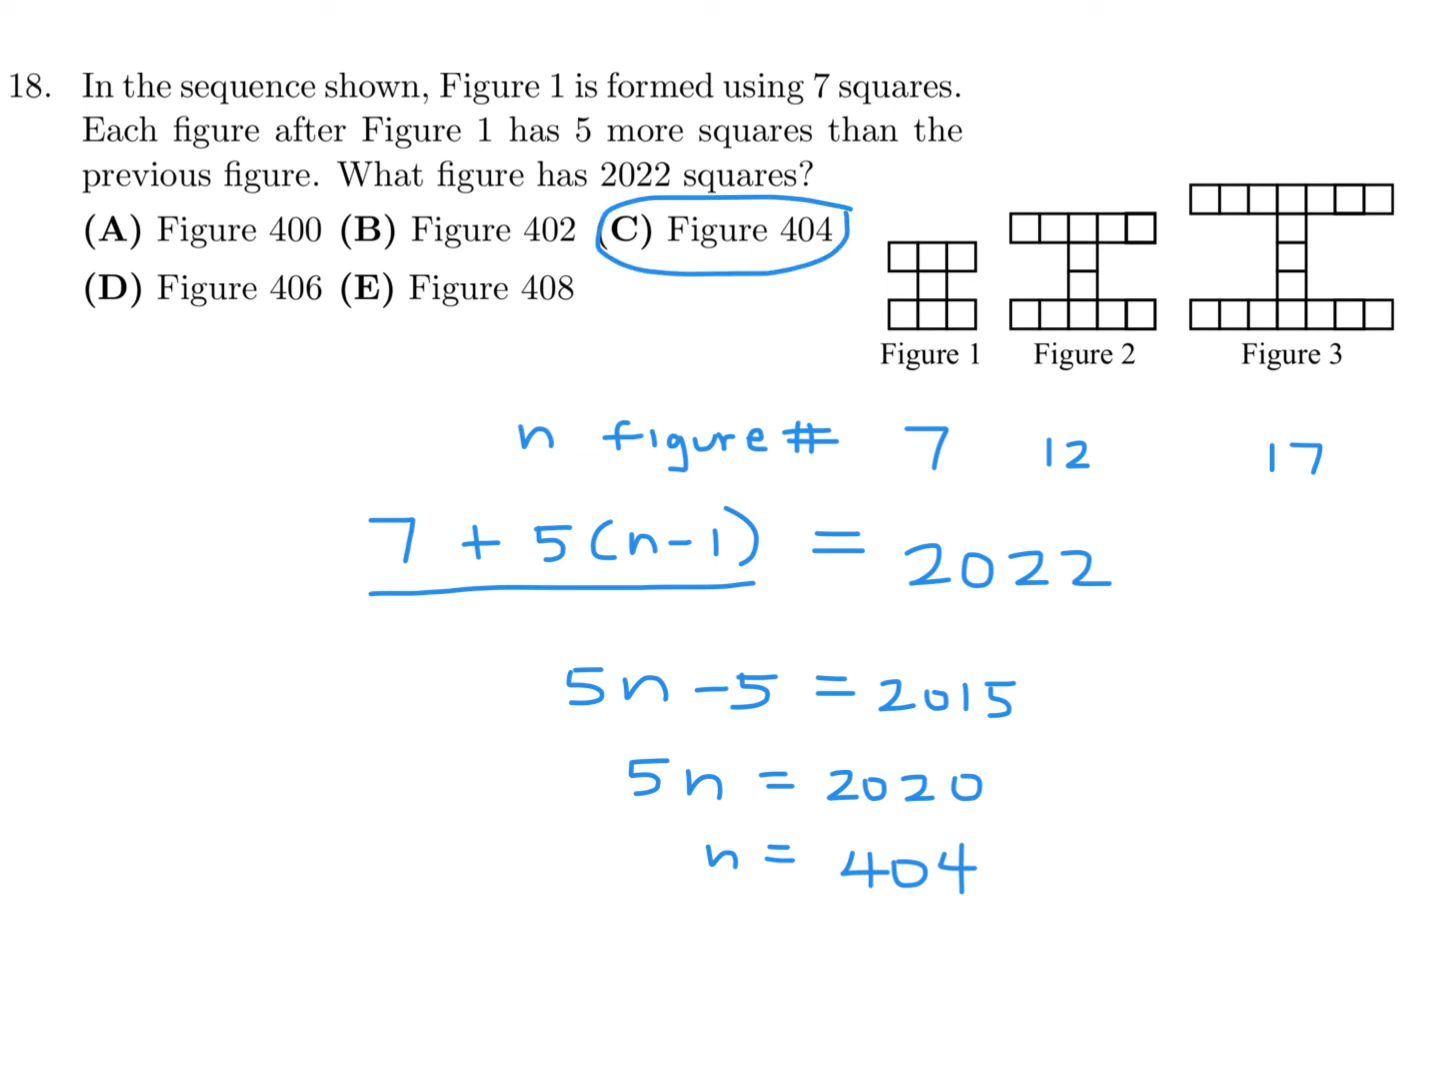 18. In the sequence shown, Figure 1 is formed using 7 squares.
Each figure after Figure 1 has 5 more squares than the
previous figure. What figure has 2022 squares?
(A) Figure 400 (B) Figure 402 (C) Figure 404
(D) Figure 406 (E) Figure 408
Figure 1 Figure 2 Figure 3
n figure # 7 12 17
7 + 5(n-1) = 2022
5n - 5 = 2015
5n = 2020
n = 404